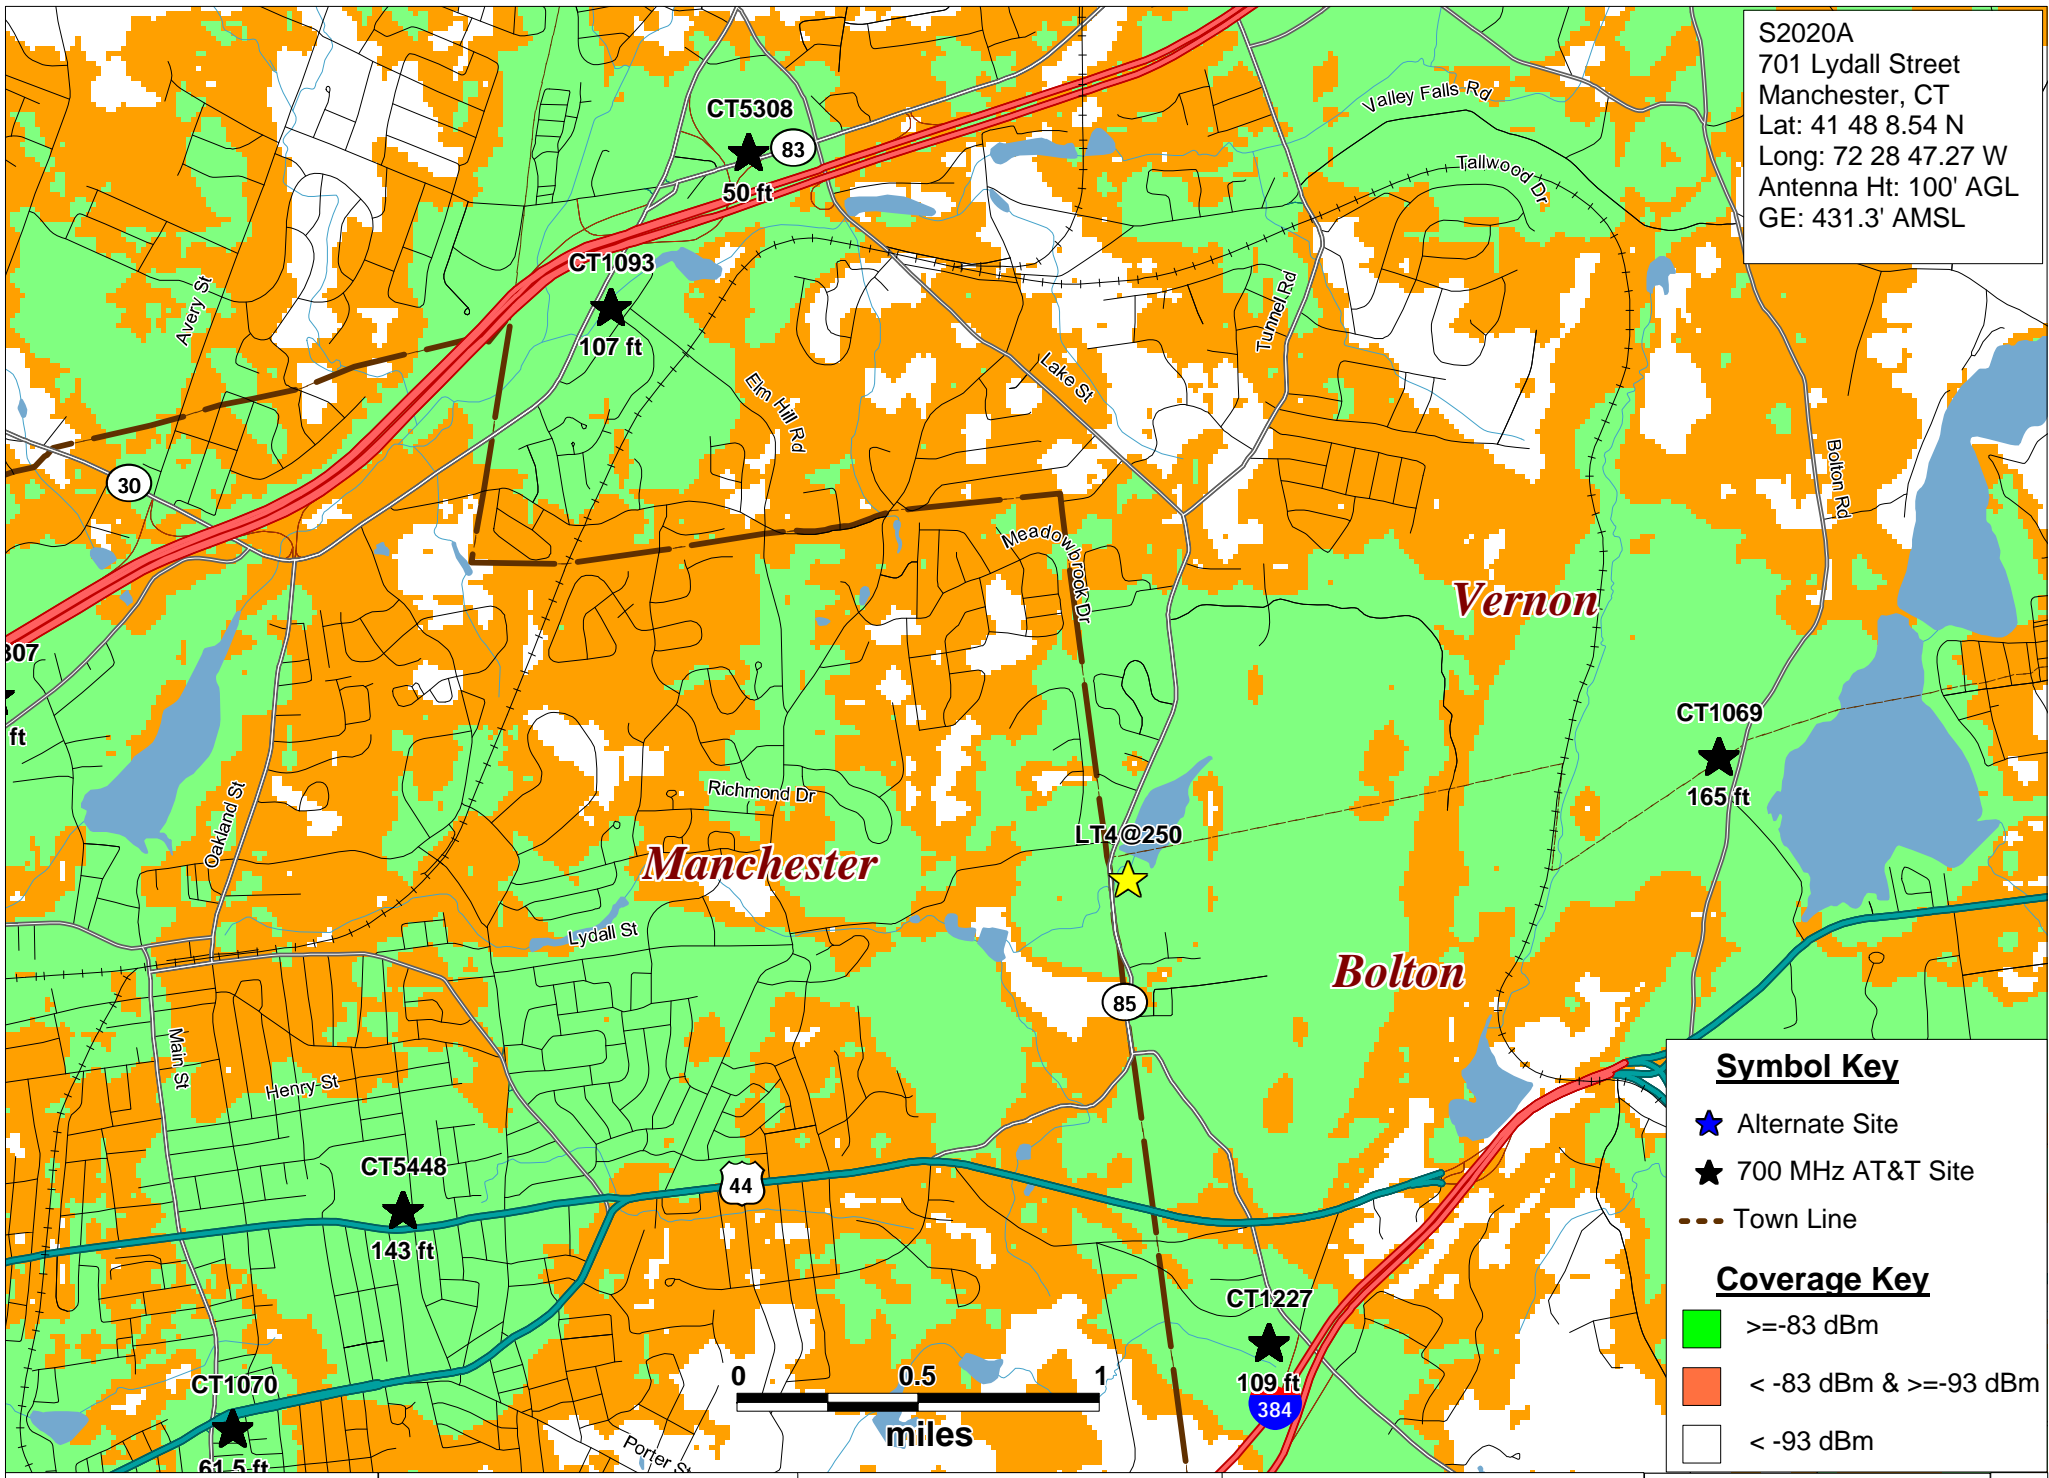 S2020A
701 Lydall Street
Manchester, CT
Lat: 41 48 8.54 N
Long: 72 28 47.27 W
Antenna Ht: 100' AGL
GE: 431.3' AMSL
Valley Falls Rd
CT5308
83
50 ft
Tallwood Dr
CT1093
107 ft
Avery St
Tunnel Rd
Lake St
Elm Hill Rd
Bolton Rd
30
Meadowbrook Dr
Vernon
307
ft
CT1069
165 ft
Richmond Dr
Oakland St
LT4@250
Manchester
Lydall St
Bolton
85
Main St
Henry St
CT5448
143 ft
44
CT1227
109 ft
384
CT1070
61.5 ft
Porter St
0 0.5 1
miles
Symbol Key
Alternate Site
700 MHz AT&T Site
Town Line
Coverage Key
>=-83 dBm
< -83 dBm & >=-93 dBm
< -93 dBm